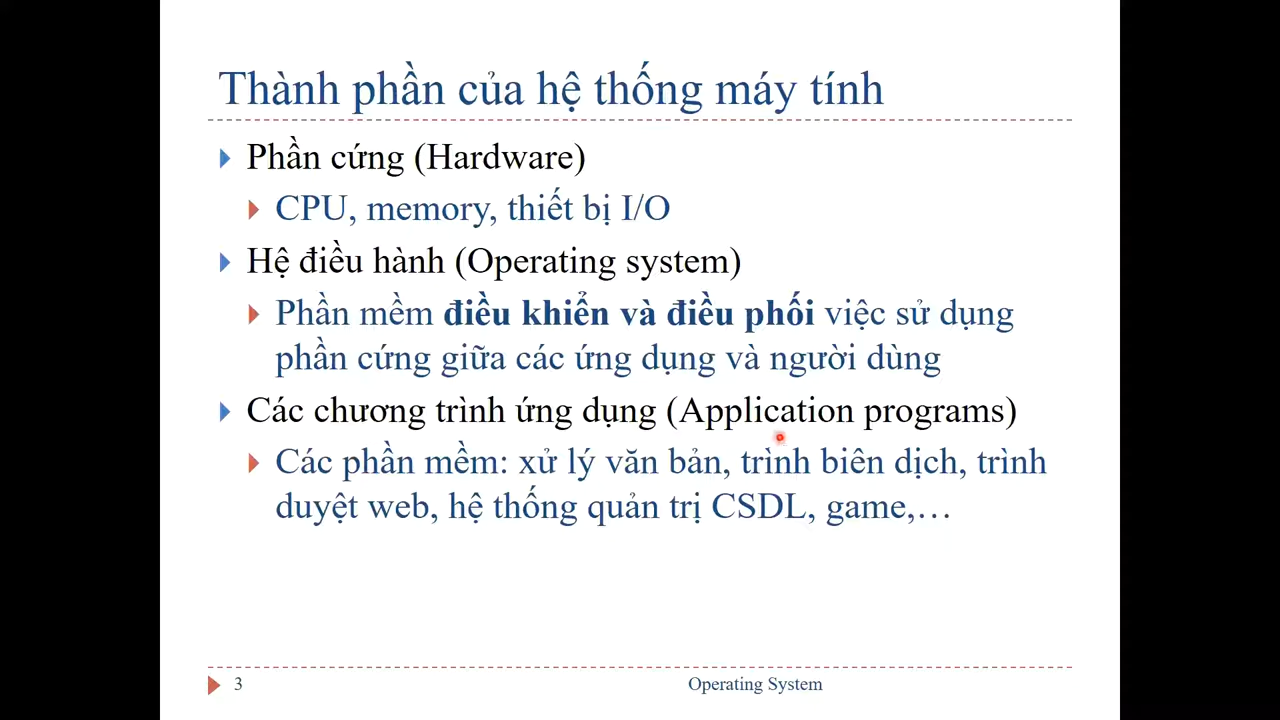 Thành phần của hệ thống máy tính
Phần cứng (Hardware)
CPU, memory, thiết bị I/O
Hệ điều hành (Operating system)
Phần mềm điều khiển và điều phối việc sử dụng
phần cứng giữa các ứng dụng và người dùng
Các chương trình ứng dụng (Application programs)
Các phần mềm: xử lý văn bản, trình biên dịch, trình
duyệt web, hệ thống quản trị CSDL, game,…
3
Operating System